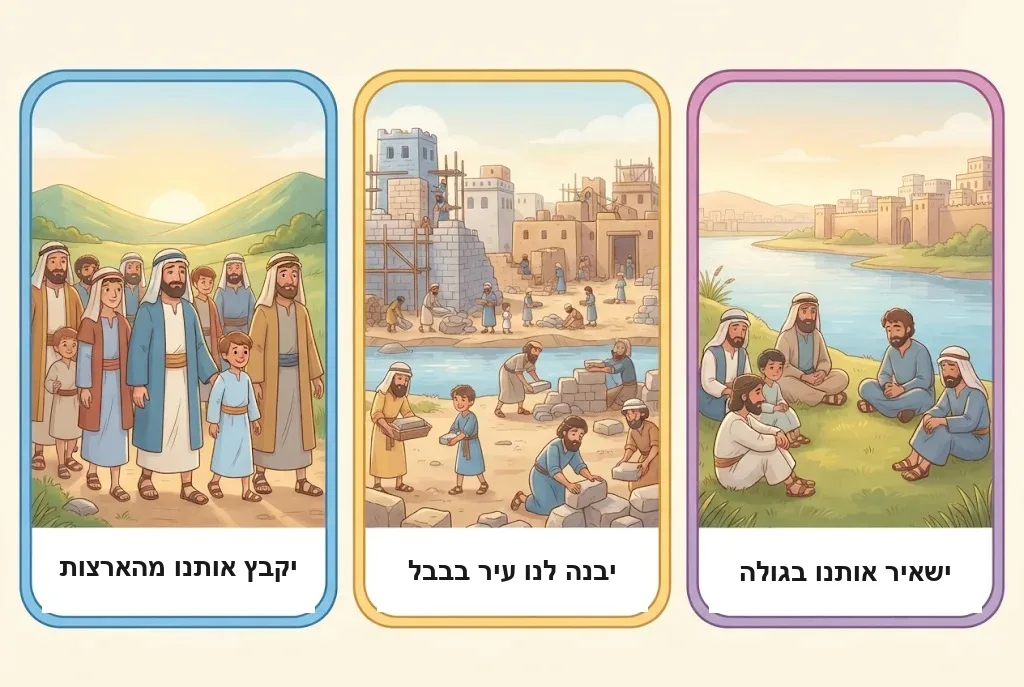 ישאיר אותנו בגולה
יבנה לנו עיר בבבל
יקבץ אותנו מהארצות